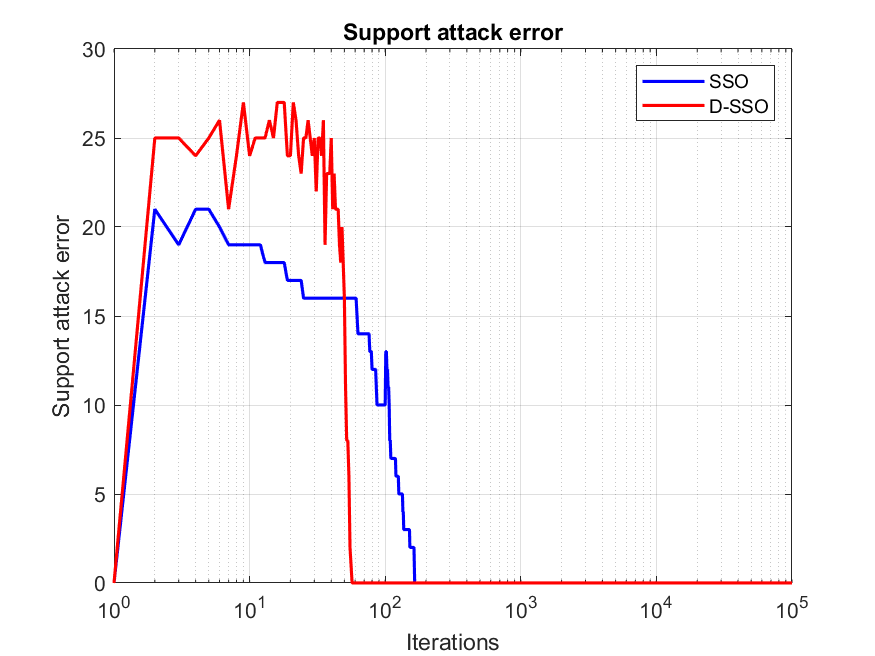 Support attack error
SSO
D-SSO
Support attack error
30
25
20
15
10
5
0
10^0
10^1
10^2
10^3
10^4
10^5
Iterations